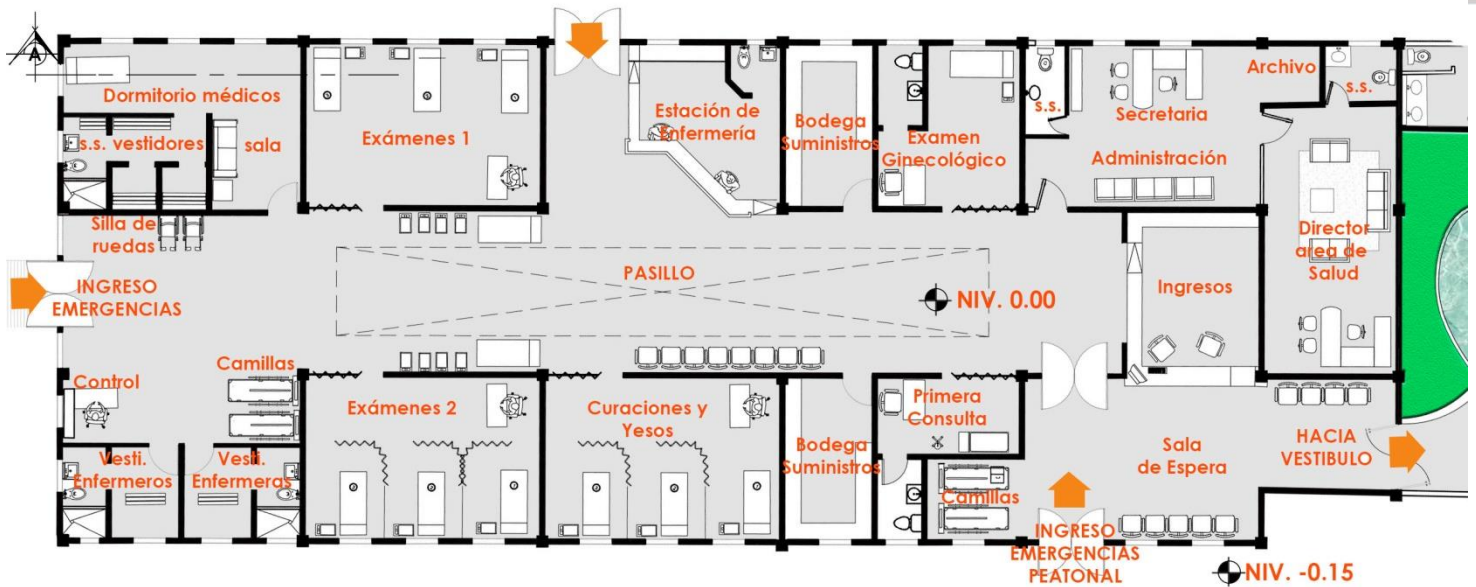 A
Dormitorio médicos
s.s. vestidores
sala
Exámenes 1
Estación de
Enfermería
Bodega
Suministros
Examen
Ginecológico
s.s.
Secretaria
Archivo
s.s.
Administración
Silla de
ruedas
INGRESO
EMERGENCIAS
PASILLO
NIV. 0.00
Ingresos
Director
area de
Salud
Control
Camillas
Exámenes 2
Curaciones y
Yesos
Bodega
Suministros
Primera
Consulta
Camillas
Sala
de Espera
HACIA
VESTIBULO
Vesti.
Enfermeros
Vesti.
Enfermeras
INGRESO
EMERGENCIAS
PEATONAL
NIV. -0.15